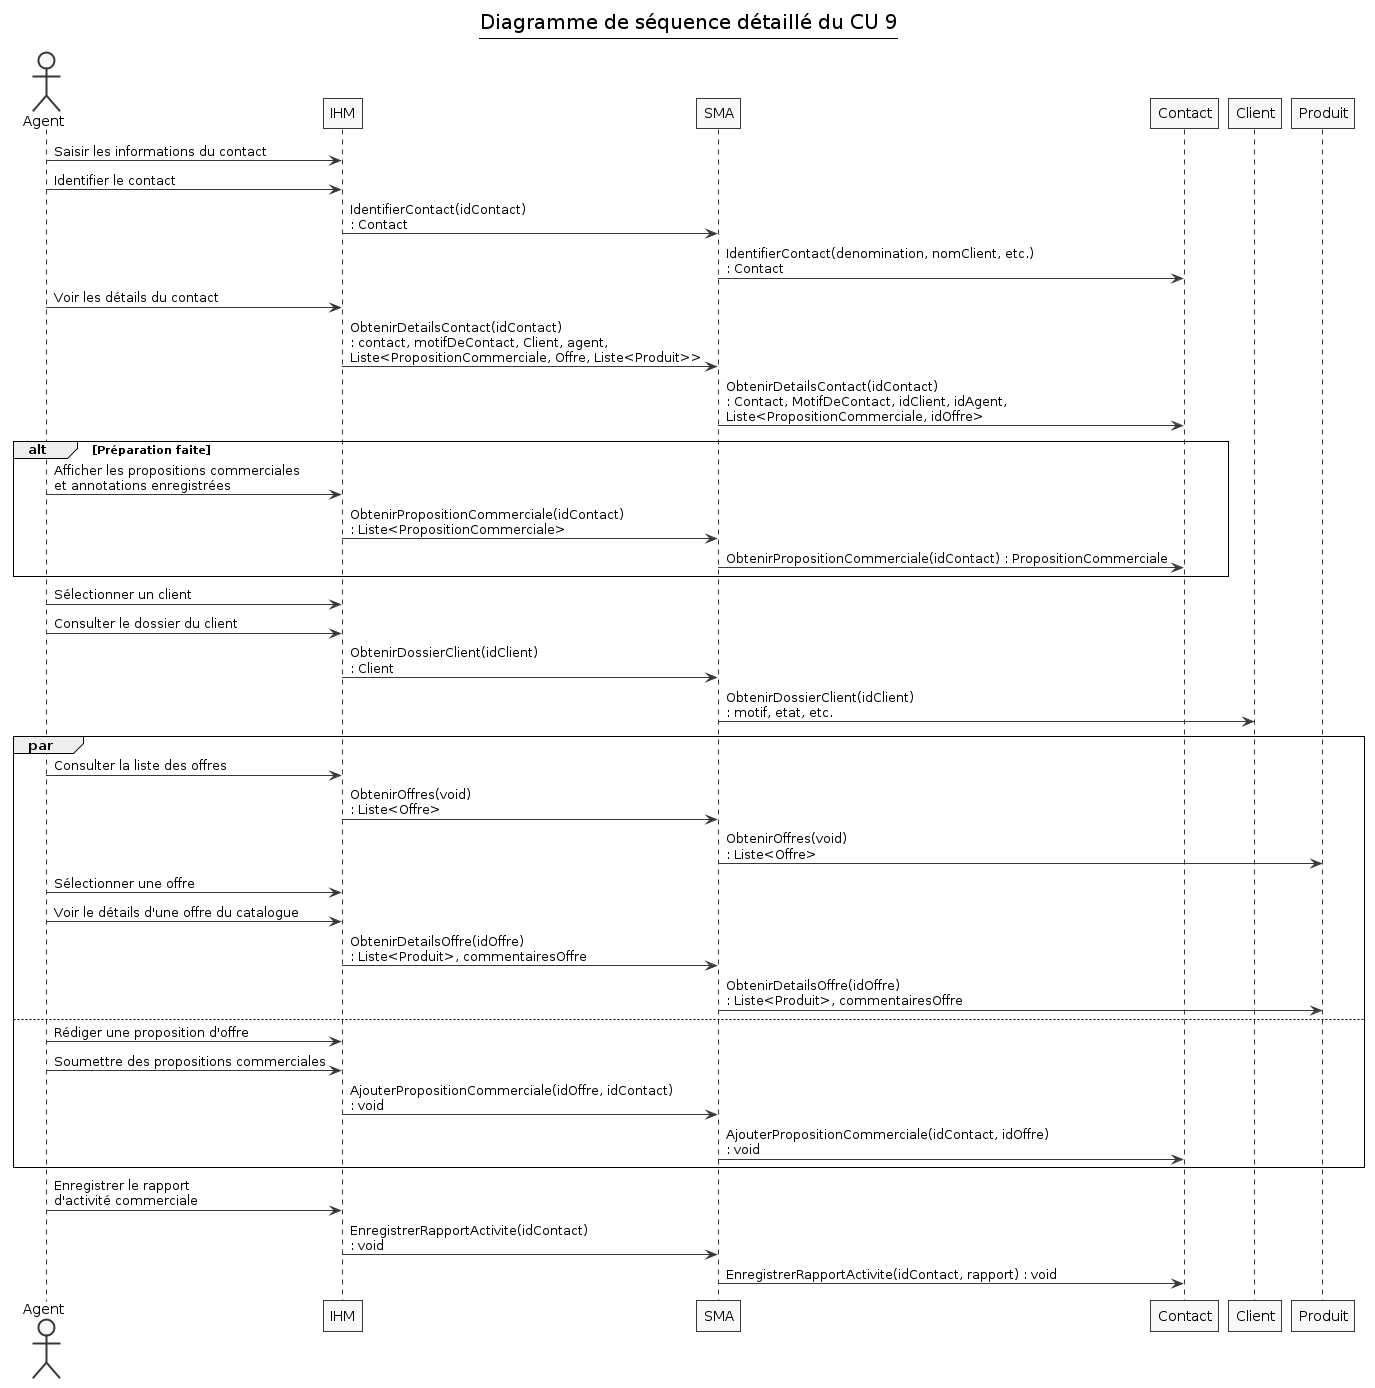 Diagramme de séquence détaillé du CU 9
Agent
IHM
SMA
Contact
Client
Produit
Saisir les informations du contact
Identifier le contact
IdentifierContact(idContact)
: Contact
IdentifierContact(denomination, nomClient, etc.)
: Contact
Voir les détails du contact
ObtenirDetailsContact(idContact)
: contact, motifDeContact, Client, agent,
Liste<PropositionCommerciale, Offre, Liste<Produit>>
ObtenirDetailsContact(idContact)
: Contact, MotifDeContact, idClient, idAgent,
Liste<PropositionCommerciale, idOffre>
alt [Préparation faite]
Afficher les propositions commerciales
et annotations enregistrées
ObtenirPropositionCommerciale(idContact)
: Liste<PropositionCommerciale>
ObtenirPropositionCommerciale(idContact) : PropositionCommerciale
Sélectionner un client
Consulter le dossier du client
ObtenirDossierClient(idClient)
: Client
ObtenirDossierClient(idClient)
: motif, etat, etc.
par
Consulter la liste des offres
ObtenirOffres(void)
: Liste<Offre>
ObtenirOffres(void)
: Liste<Offre>
Sélectionner une offre
Voir le détails d'une offre du catalogue
ObtenirDetailsOffre(idOffre)
: Liste<Produit>, commentairesOffre
ObtenirDetailsOffre(idOffre)
: Liste<Produit>, commentairesOffre
Rédiger une proposition d'offre
Soumettre des propositions commerciales
AjouterPropositionCommerciale(idOffre, idContact)
: void
AjouterPropositionCommerciale(idContact, idOffre)
: void
Enregistrer le rapport
d'activité commerciale
EnregistrerRapportActivite(idContact)
: void
EnregistrerRapportActivite(idContact, rapport) : void
Agent
IHM
SMA
Contact
Client
Produit